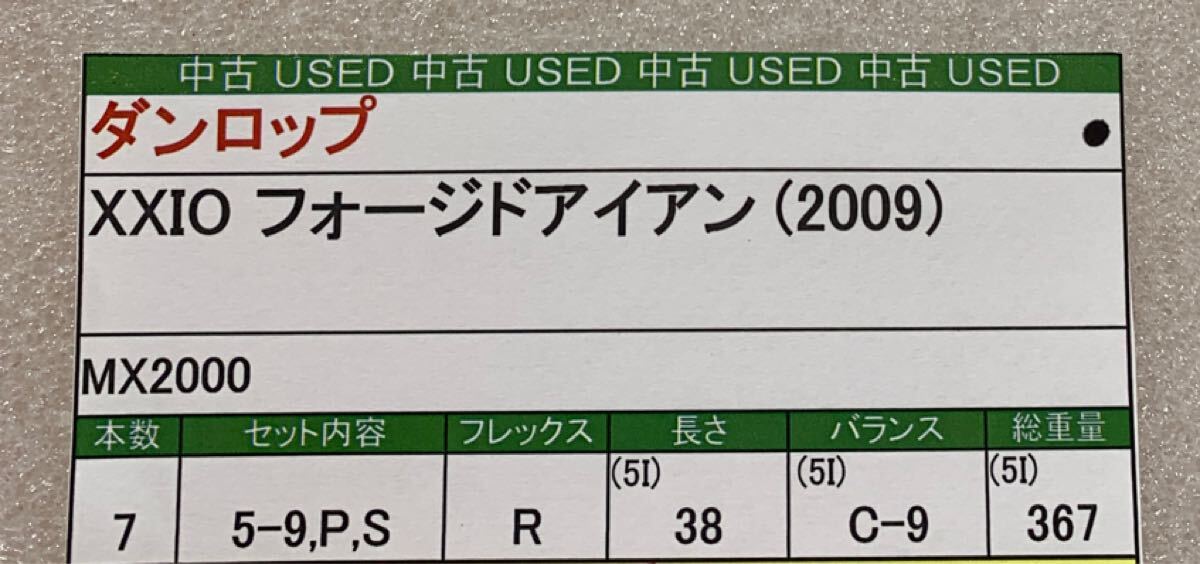 中古 USED 中古 USED 中古 USED 中古 USED
ダンロップ
XXIO フォージドアイアン(2009)
MX2000
本数 セット内容 フレックス 長さ バランス 総重量
(5I) (5I) (5I)
7 5-9,P,S R 38 C-9 367